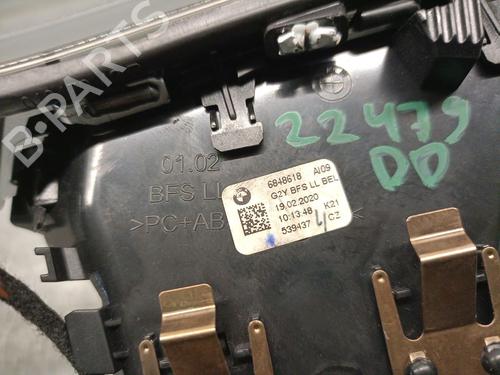 B-PARTS
22479
DD
01.02
BFS LL
>PC+AB
6848618 AI09
G2Y BFS LL BEL
19.02.2020 K21
10:13:48
539437 CZ